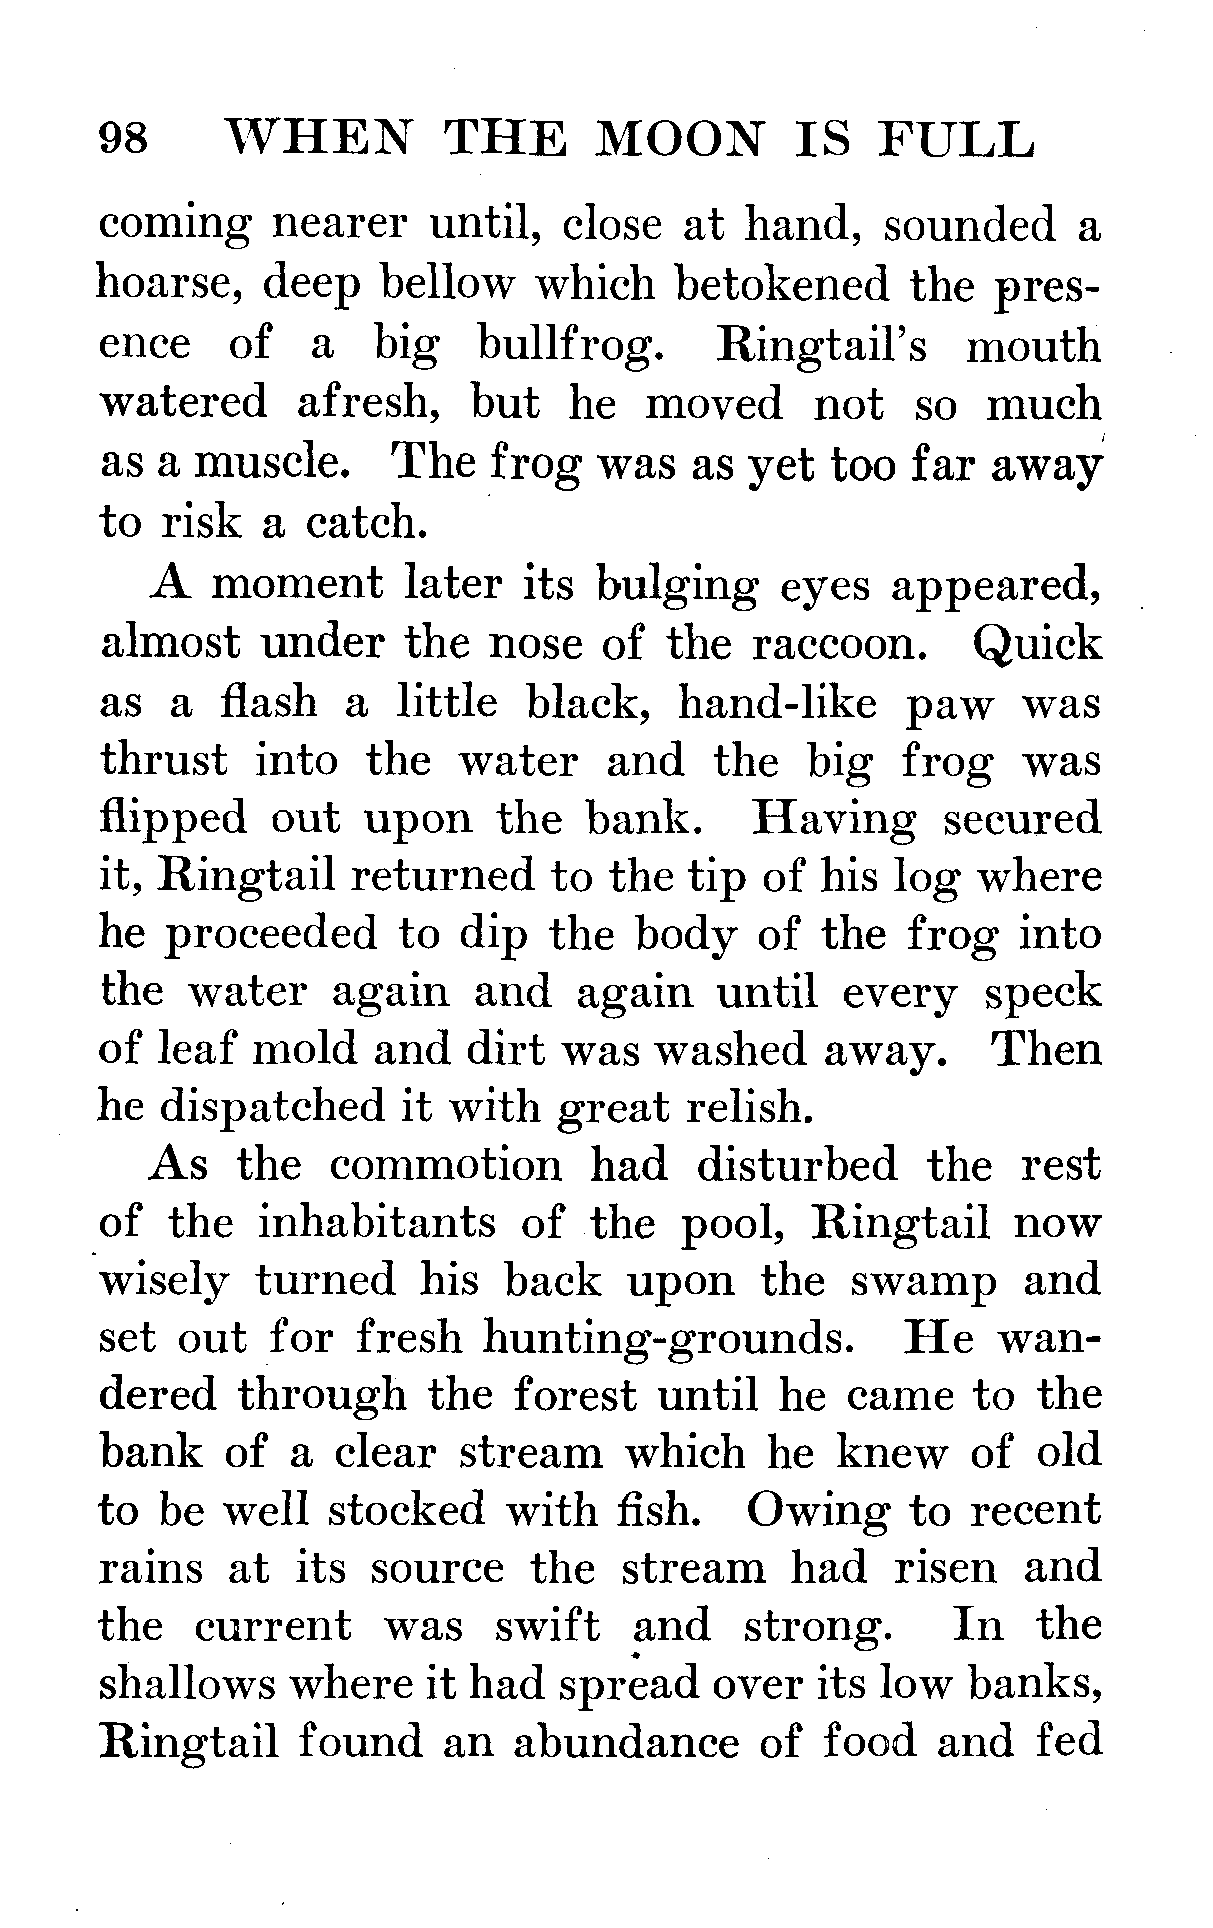 98 WHEN THE MOON IS FULL
coming nearer until, close at hand, sounded a
hoarse, deep bellow which betokened the pres-
ence of a big bullfrog. Ringtail's mouth
watered afresh, but he moved not so much
as a muscle. The frog was as yet too far away
to risk a catch.
A moment later its bulging eyes appeared,
almost under the nose of the raccoon. Quick
as a flash a little black, hand-like paw was
thrust into the water and the big frog was
flipped out upon the bank. Having secured
it, Ringtail returned to the tip of his log where
he proceeded to dip the body of the frog into
the water again and again until every speck
of leaf mold and dirt was washed away. Then
he dispatched it with great relish.
As the commotion had disturbed the rest
of the inhabitants of the pool, Ringtail now
wisely turned his back upon the swamp and
set out for fresh hunting-grounds. He wan-
dered through the forest until he came to the
bank of a clear stream which he knew of old
to be well stocked with fish. Owing to recent
rains at its source the stream had risen and
the current was swift and strong. In the
shallows where it had spread over its low banks,
Ringtail found an abundance of food and fed